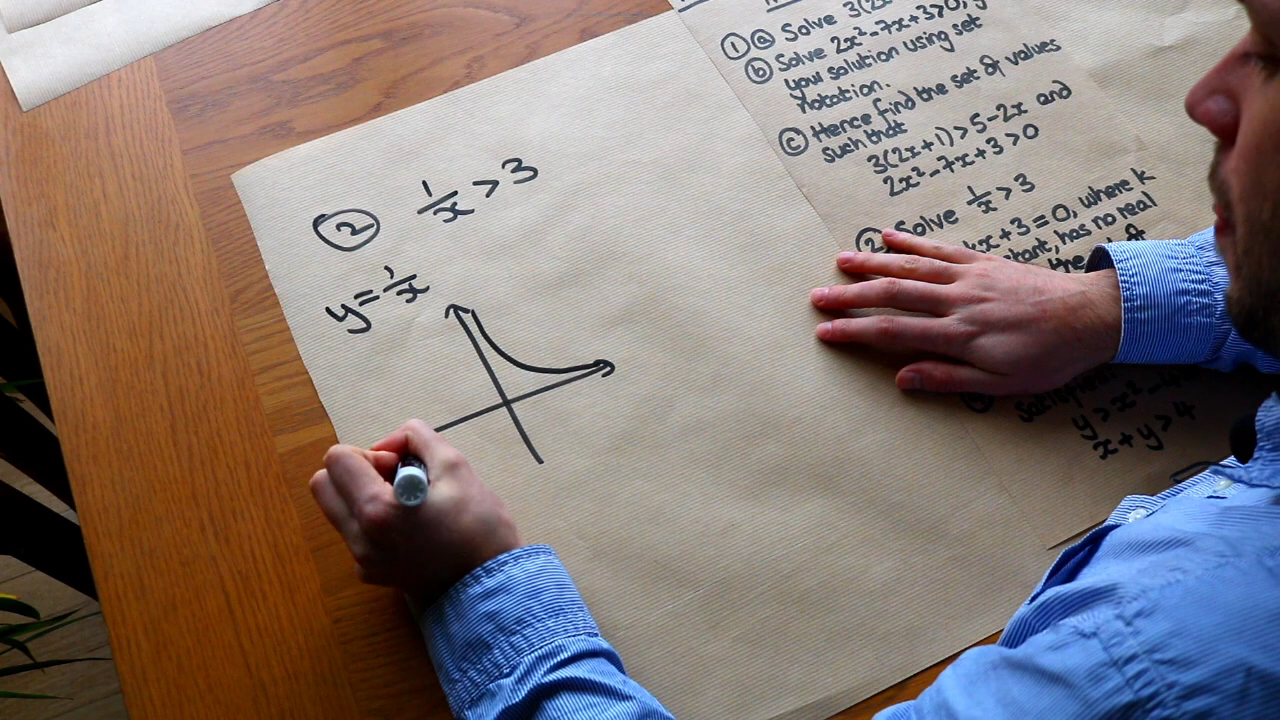 ② 1/x > 3
y = 1/x
① ⓐ Solve 3(2x
ⓑ Solve 2x² - 7x + 3 > 0,
your solution using set
notation.
ⓒ Hence find the set of values
such that
3(2x + 1) > 5 - 2x and
2x² - 7x + 3 > 0
② Solve 1/x > 3
kx + 3 = 0, where k
has no real
the
y > x² - 4
x + y > 4